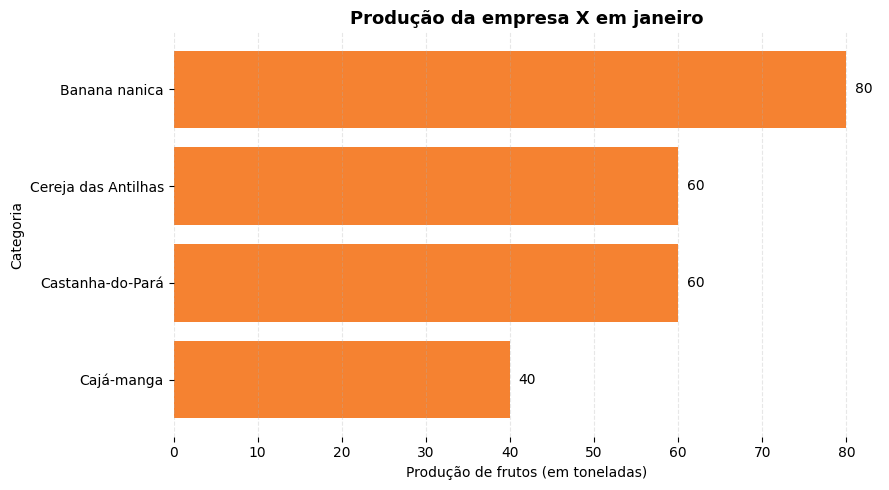 Produção da empresa X em janeiro
Categoria
Banana nanica
80
Cereja das Antilhas
60
Castanha-do-Pará
60
Cajá-manga
40
0 10 20 30 40 50 60 70 80
Produção de frutos (em toneladas)